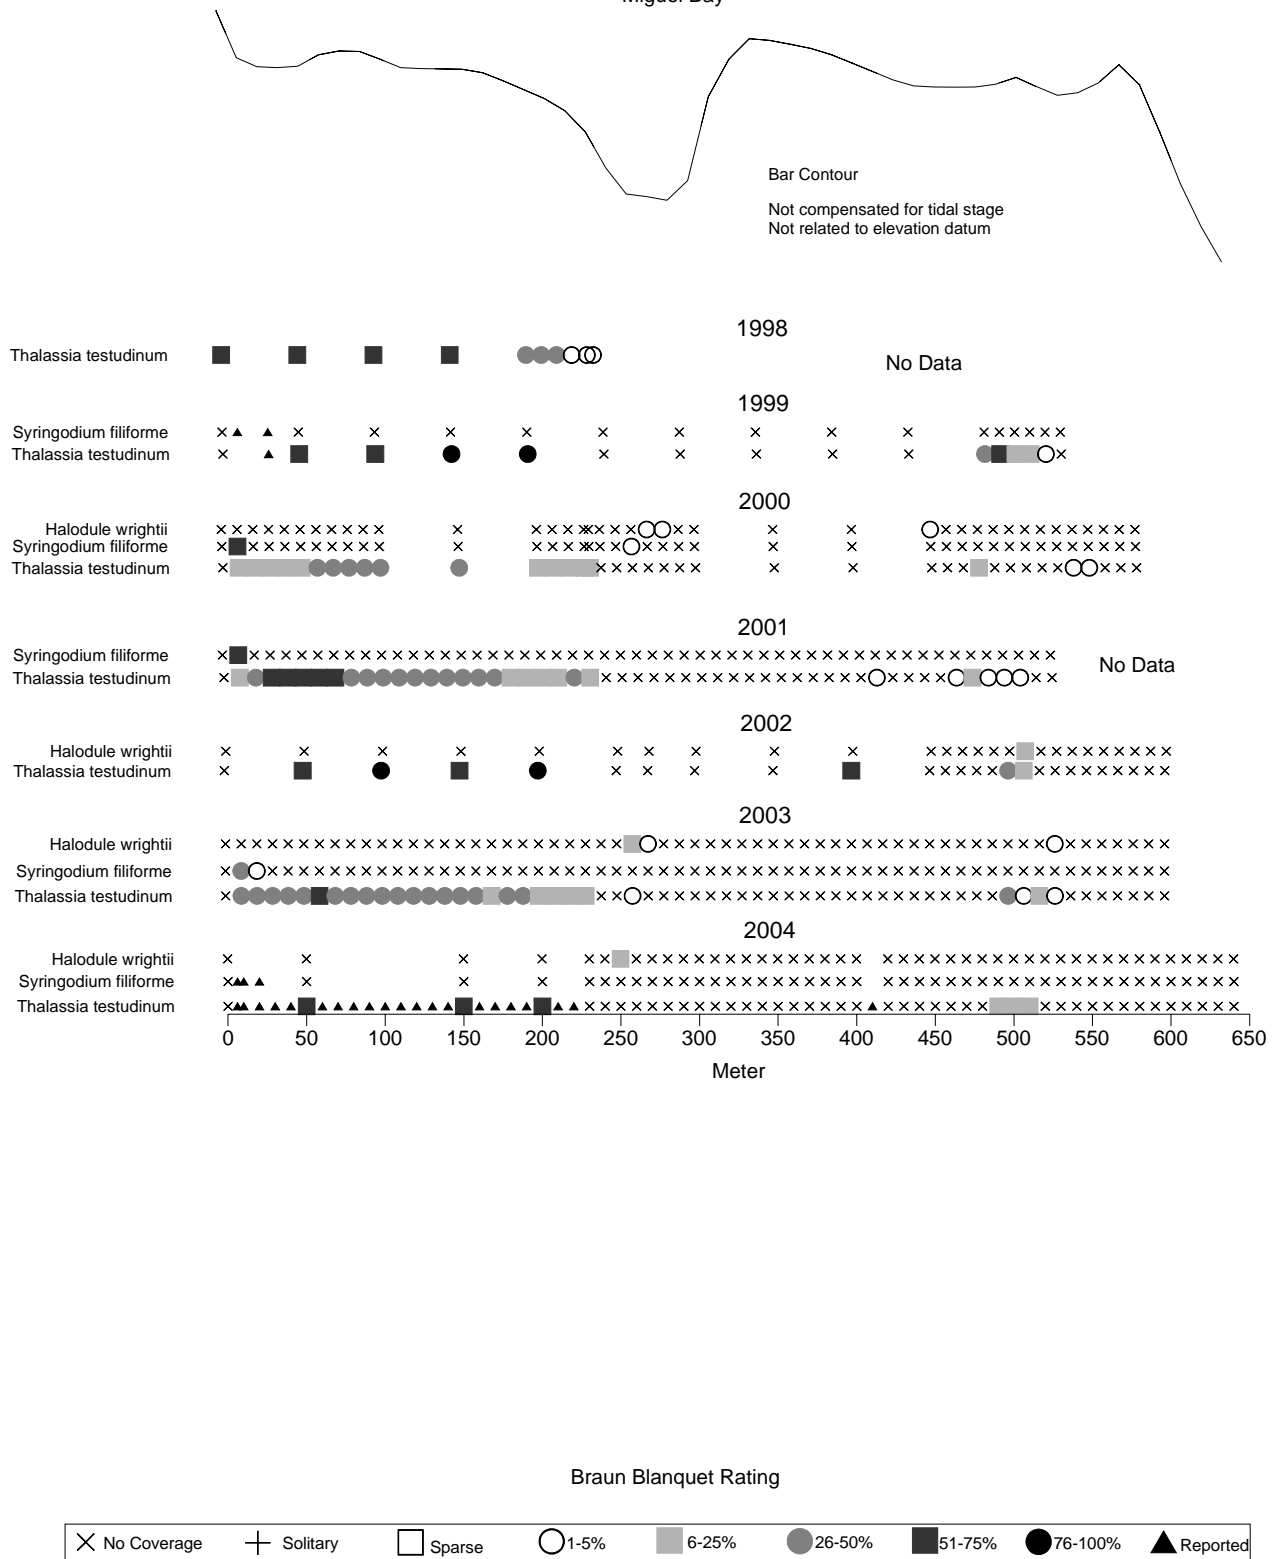 Miguel Bay
Bar Contour
Not compensated for tidal stage
Not related to elevation datum
1998
Thalassia testudinum
No Data
1999
Syringodium filiforme
Thalassia testudinum
2000
Halodule wrightii
Syringodium filiforme
Thalassia testudinum
2001
Syringodium filiforme
No Data
Thalassia testudinum
2002
Halodule wrightii
Thalassia testudinum
2003
Halodule wrightii
Syringodium filiforme
Thalassia testudinum
2004
Halodule wrightii
Syringodium filiforme
Thalassia testudinum
0 50 100 150 200 250 300 350 400 450 500 550 600 650
Meter
Braun Blanquet Rating
No Coverage Solitary Sparse 1-5% 6-25% 26-50% 51-75% 76-100% Reported